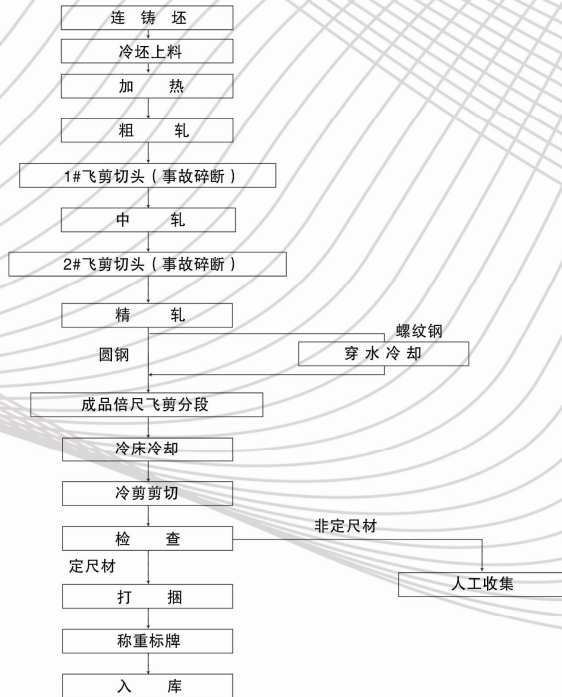 连铸坯
冷坯上料
加热
粗轧
1#飞剪切头（事故碎断）
中轧
2#飞剪切头（事故碎断）
精轧
螺纹钢
圆钢
穿水冷却
成品倍尺飞剪分段
冷床冷却
冷剪剪切
非定尺材
检查
定尺材
人工收集
打捆
称重标牌
入库